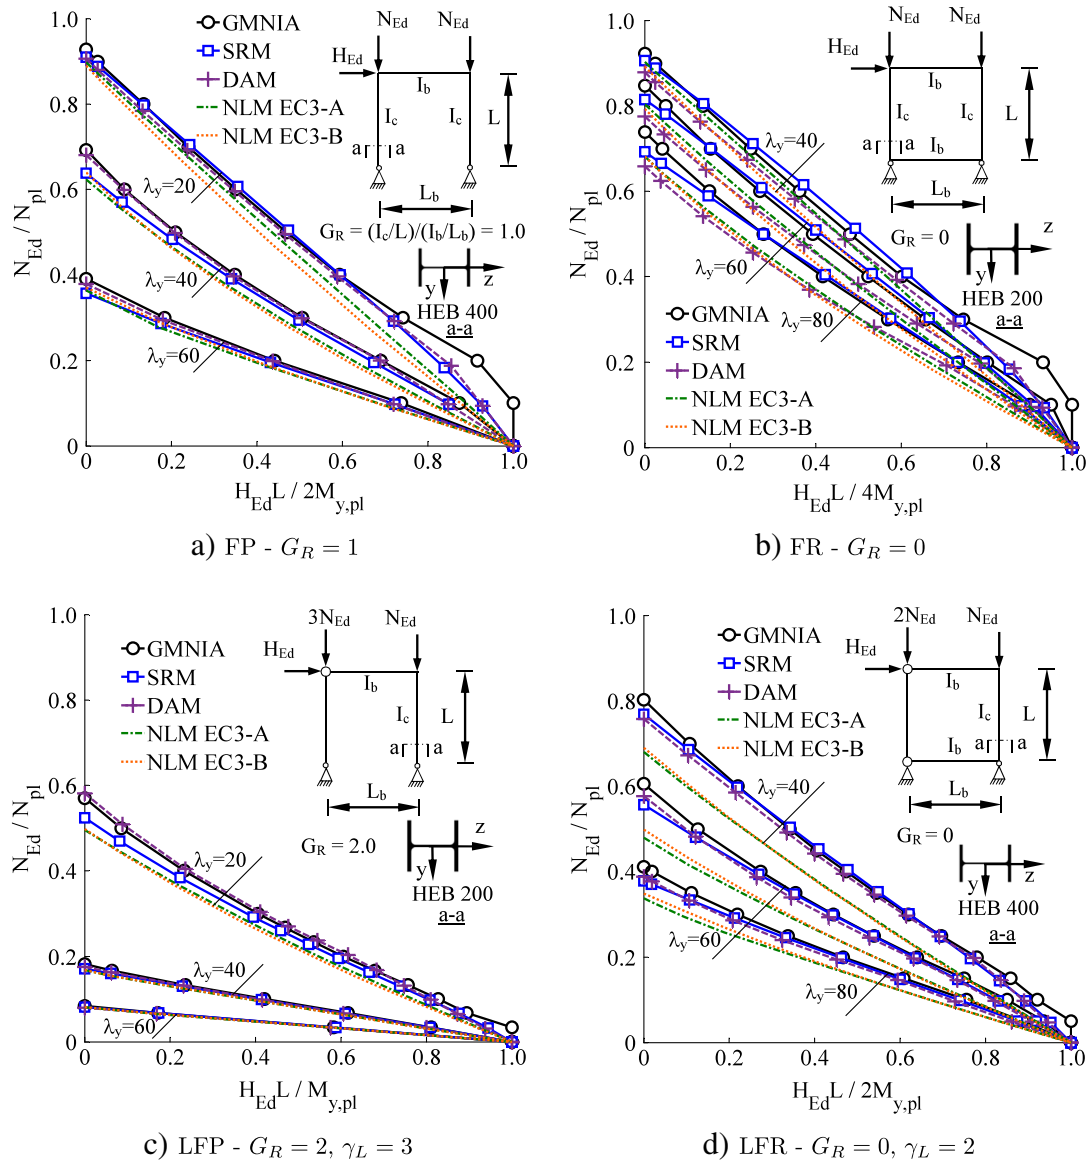 GMNIA
SRM
DAM
NLM EC3-A
NLM EC3-B
N_Ed N_Ed
H_Ed
I_b
I_c I_c L
a a
L_b
G_R = (I_c/L)/(I_b/L_b) = 1.0
z
y HEB 400
a-a
λ_y=20
λ_y=40
λ_y=60
N_Ed / N_pl
1.0
0.8
0.6
0.4
0.2
0
0 0.2 0.4 0.6 0.8 1.0
H_Ed L / 2M_y,pl
a) FP - G_R = 1
N_Ed N_Ed
H_Ed
I_b
I_c I_c L
a a
I_b
L_b
G_R = 0
z
y
HEB 200
a-a
λ_y=40
λ_y=60
λ_y=80
GMNIA
SRM
DAM
NLM EC3-A
NLM EC3-B
N_Ed / N_pl
1.0
0.8
0.6
0.4
0.2
0
0 0.2 0.4 0.6 0.8 1.0
H_Ed L / 4M_y,pl
b) FR - G_R = 0
GMNIA
SRM
DAM
NLM EC3-A
NLM EC3-B
3N_Ed N_Ed
H_Ed
I_b
I_c L
a a
L_b
G_R = 2.0
z
y
HEB 200
a-a
λ_y=20
λ_y=40
λ_y=60
N_Ed / N_pl
1.0
0.8
0.6
0.4
0.2
0
0 0.2 0.4 0.6 0.8 1.0
H_Ed L / M_y,pl
c) LFP - G_R = 2, γ_L = 3
GMNIA
SRM
DAM
NLM EC3-A
NLM EC3-B
2N_Ed N_Ed
H_Ed
I_b
I_c L
a a
I_b
L_b
G_R = 0
z
y
HEB 400
a-a
λ_y=40
λ_y=60
λ_y=80
N_Ed / N_pl
1.0
0.8
0.6
0.4
0.2
0
0 0.2 0.4 0.6 0.8 1.0
H_Ed L / 2M_y,pl
d) LFR - G_R = 0, γ_L = 2